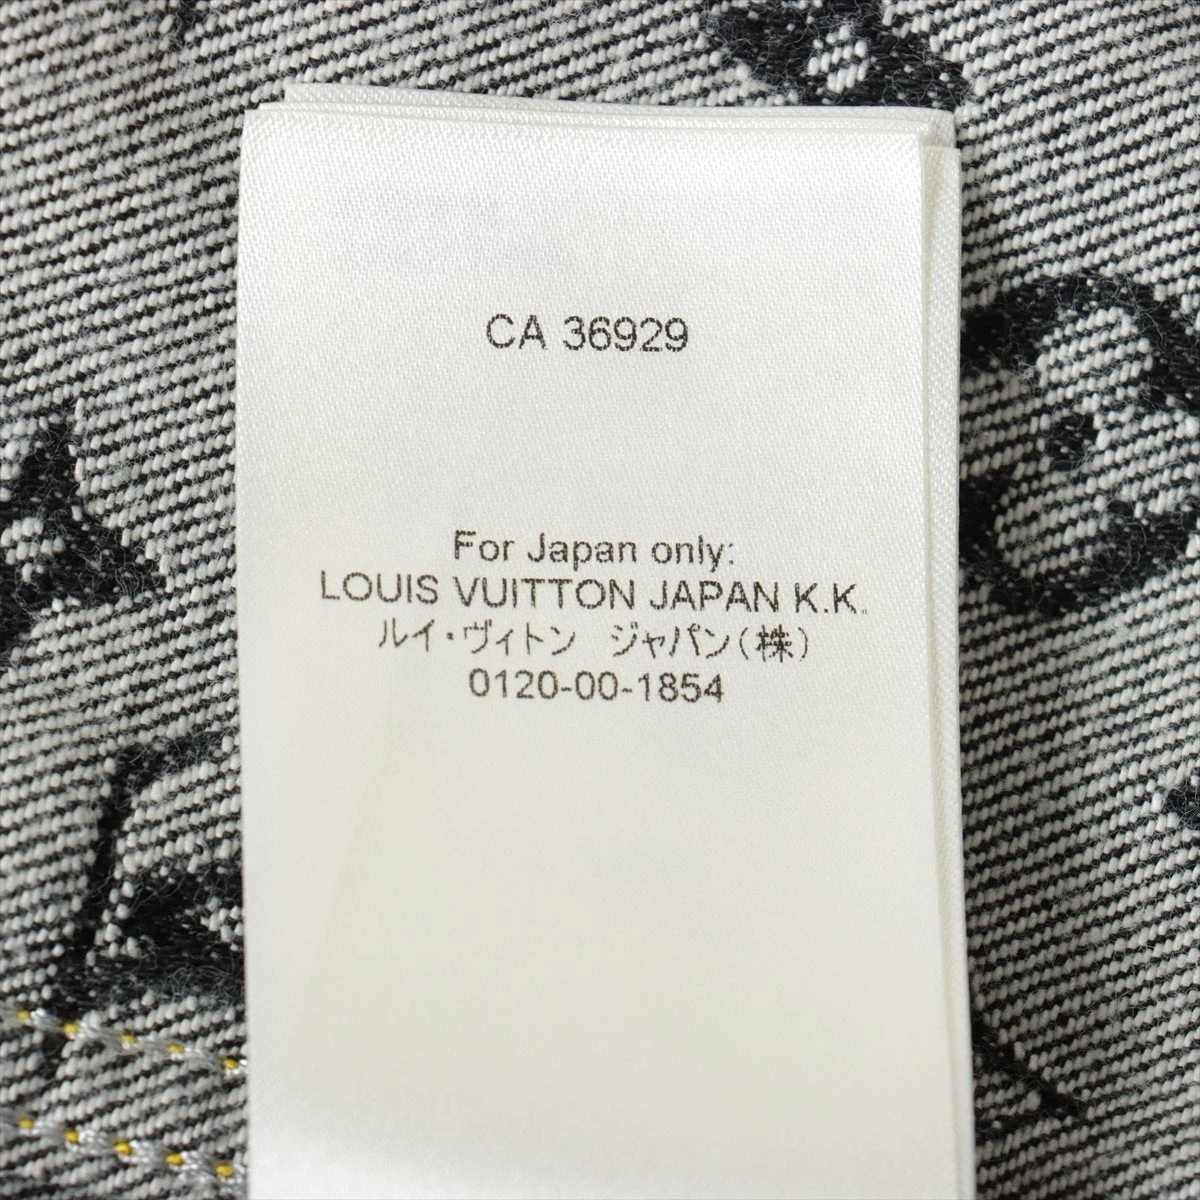 CA 36929
For Japan only:
LOUIS VUITTON JAPAN K.K.
ルイ・ヴィトン ジャパン(株)
0120-00-1854